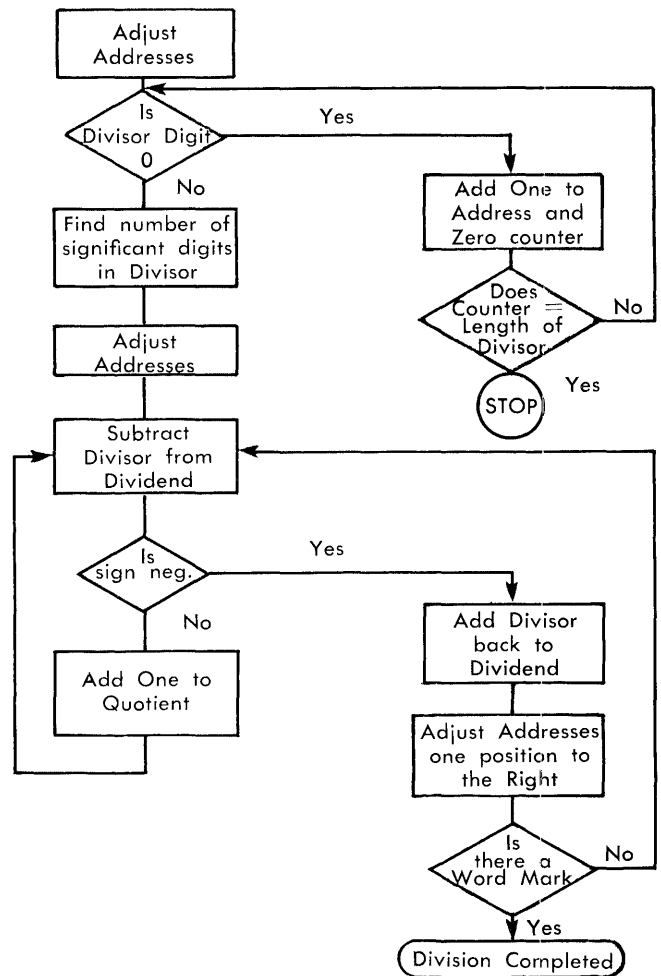 Adjust
Addresses
Is
Divisor Digit
0
Yes
No
Add One to
Address and
Zero counter
Find number of
significant digits
in Divisor
Does
Counter =
Length of
Divisor
No
Yes
STOP
Adjust
Addresses
Subtract
Divisor from
Dividend
Is
sign neg.
Yes
No
Add One to
Quotient
Add Divisor
back to
Dividend
Adjust Addresses
one position to
the Right
Is
there a
Word Mark
No
Yes
Division Completed